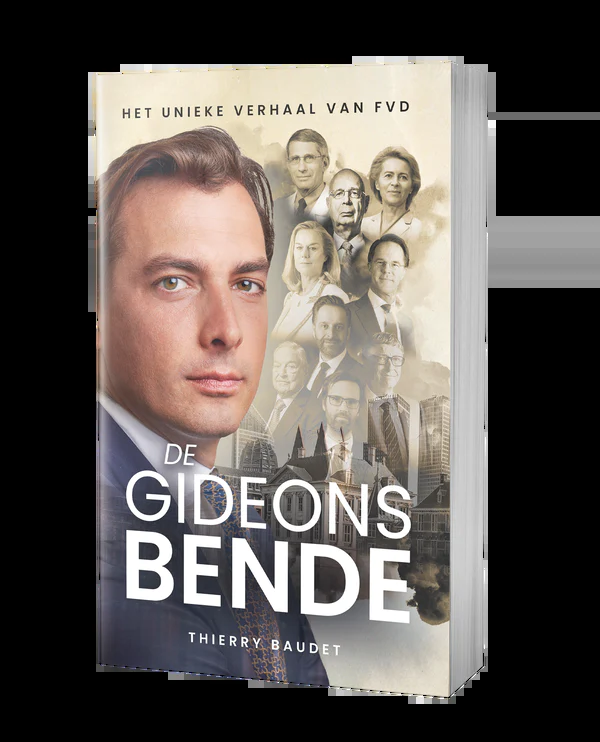 HET UNIEKE VERHAAL VAN FVD
DE
GIDEONS
BENDE
THIERRY BAUDET